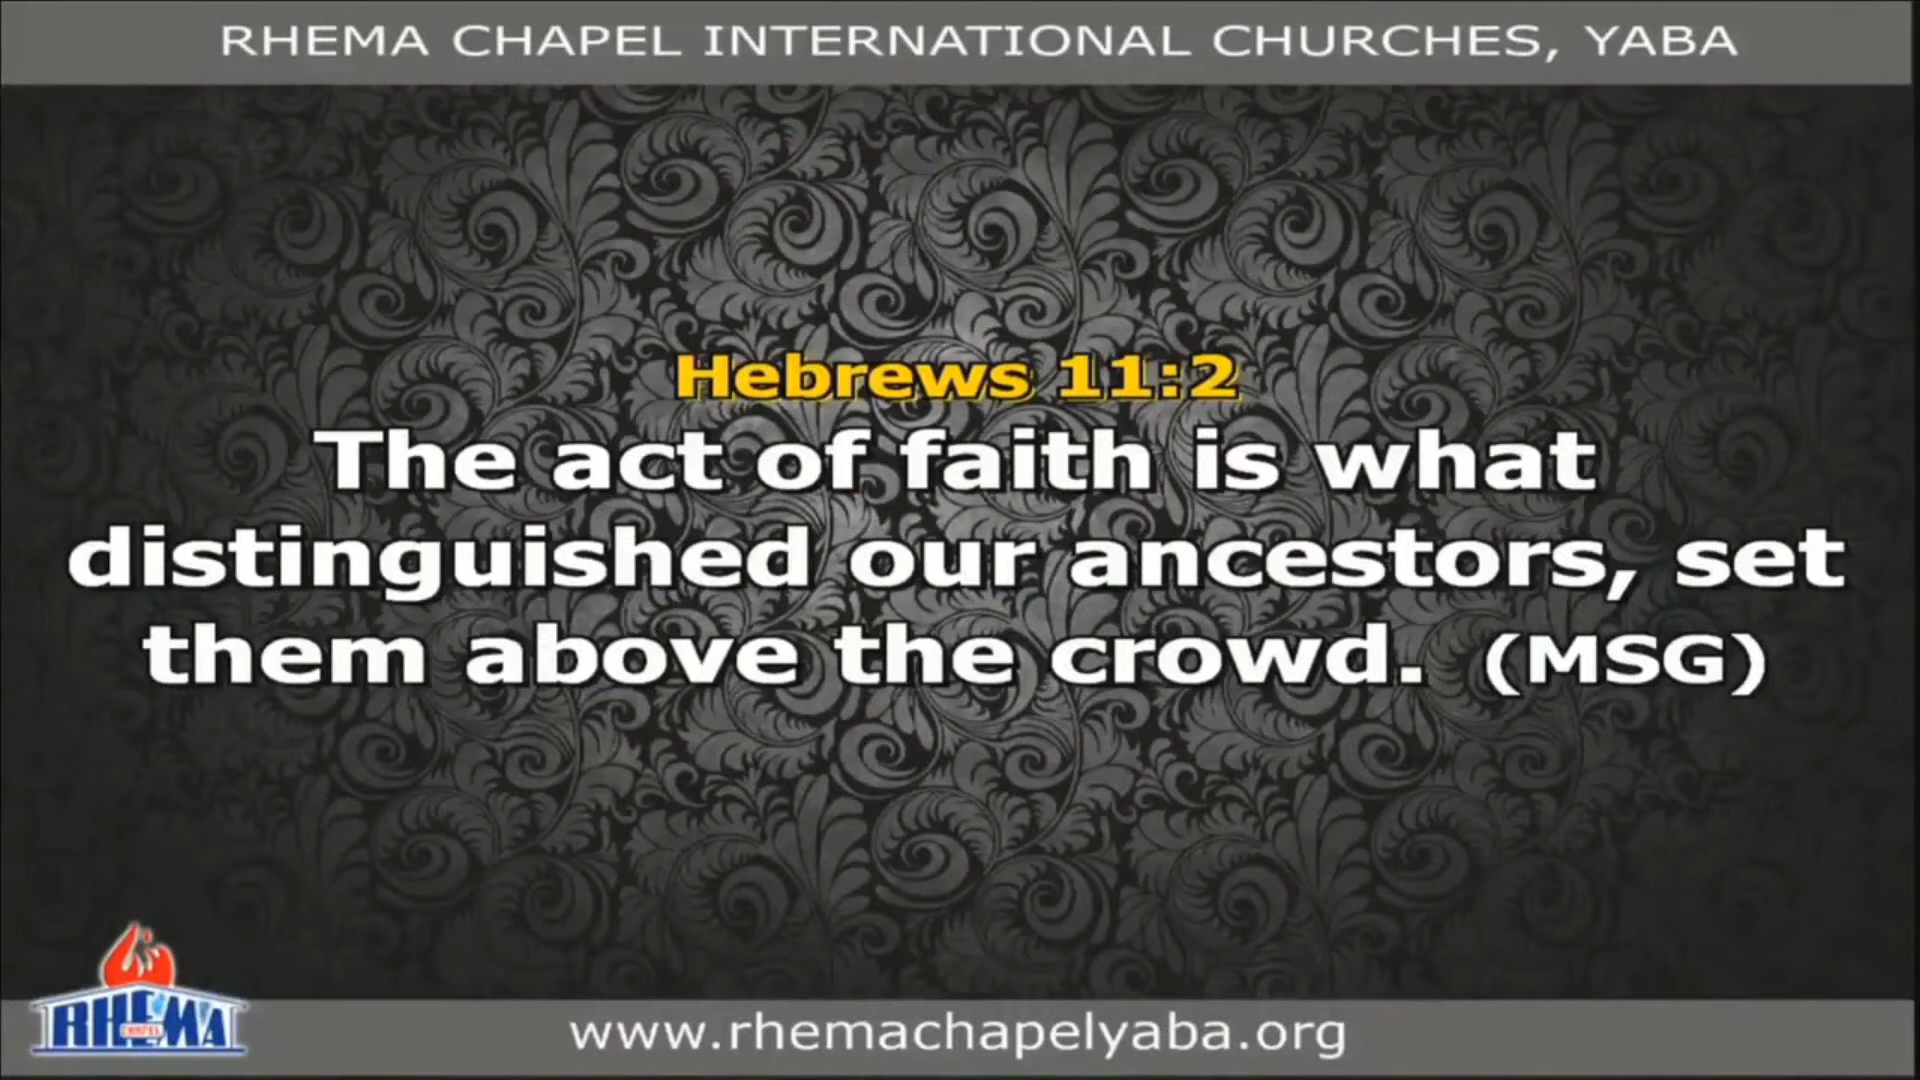 RHEMA CHAPEL INTERNATIONAL CHURCHES, YABA
Hebrews 11:2
The act of faith is what
distinguished our ancestors, set
them above the crowd. (MSG)
RHEMA
CHAPEL
www.rhemachapelyaba.org